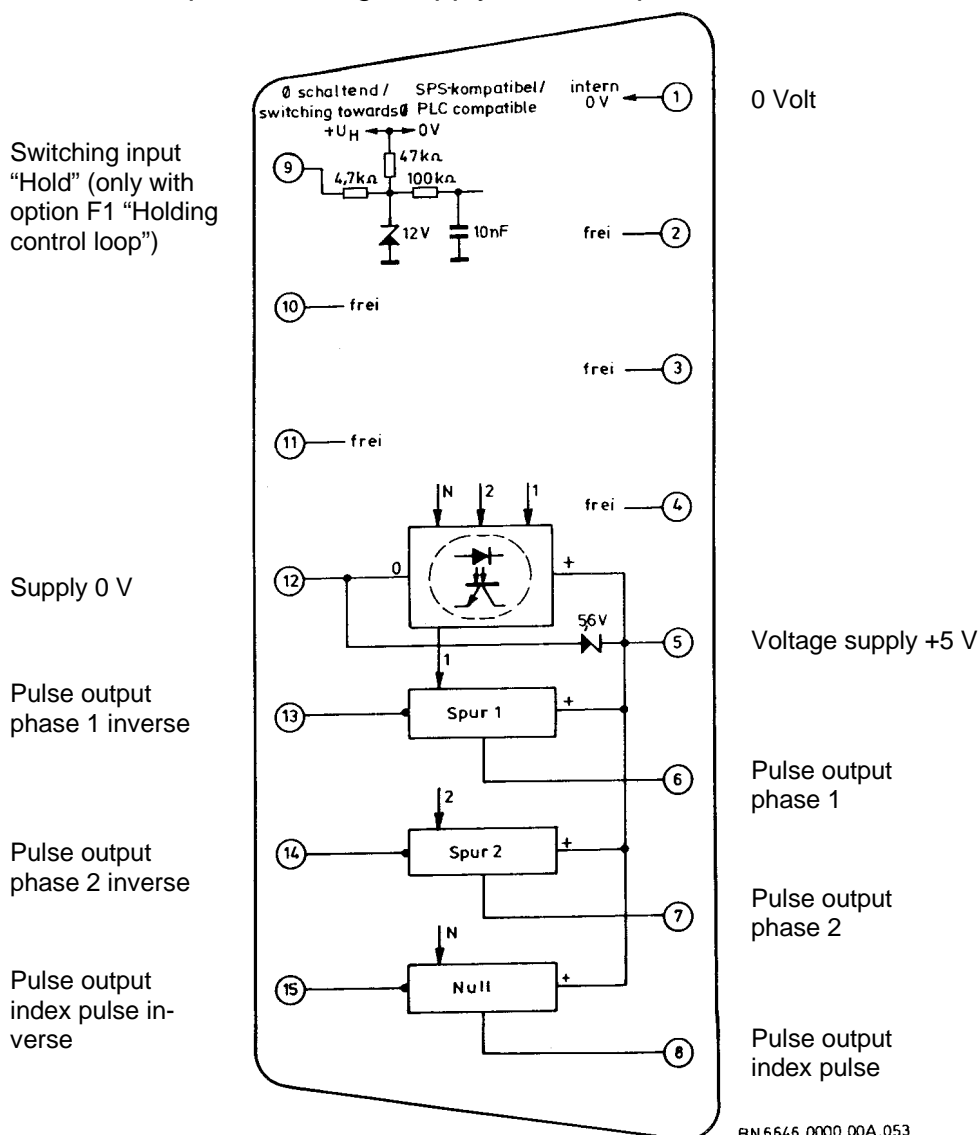 Ø schaltend /
switching towards Ø
SPS-kompatibel /
PLC compatible
intern
0 V
1
0 Volt
+UH
0V
Switching input
“Hold” (only with
option F1 “Holding
control loop”)
9
47kΩ
4,7kΩ
100kΩ
12V
10nF
frei
2
10
frei
frei
3
11
frei
N
2
1
frei
4
Supply 0 V
12
0
+
5,6V
5
Voltage supply +5 V
1
Pulse output
phase 1 inverse
13
Spur 1
+
6
Pulse output
phase 1
2
Pulse output
phase 2 inverse
14
Spur 2
+
7
Pulse output
phase 2
N
Pulse output
index pulse in-
verse
15
Null
+
8
Pulse output
index pulse
BN 6646.0000.00A.053